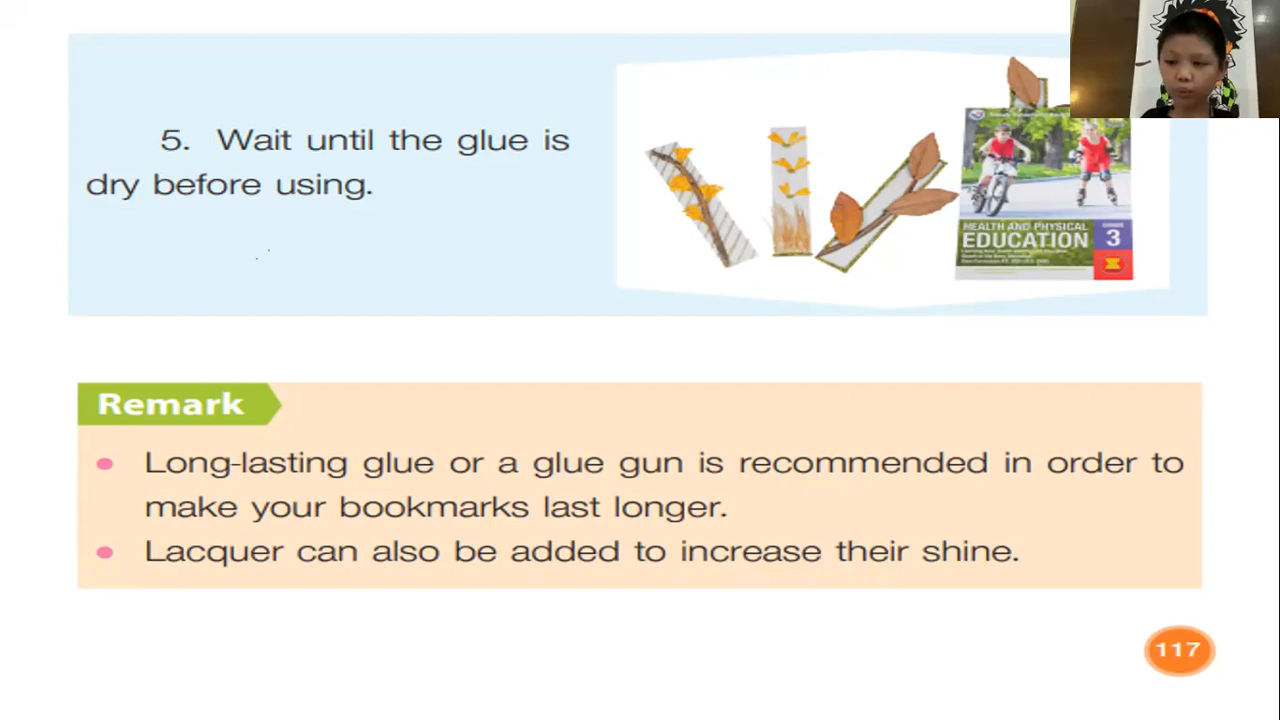 5. Wait until the glue is
dry before using.
HEALTH AND PHYSICAL
EDUCATION
GRADE
3
Remark
• Long-lasting glue or a glue gun is recommended in order to
make your bookmarks last longer.
• Lacquer can also be added to increase their shine.
117